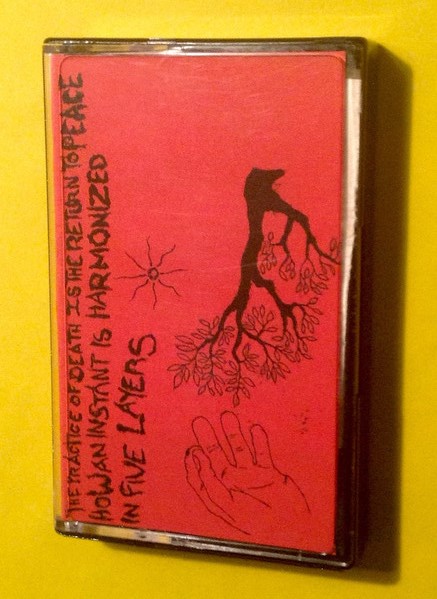 THE PRACTICE OF DEATH IS THE RETURN TO PEACE
HOW AN INSTANT IS HARMONIZED
IN FIVE LAYERS